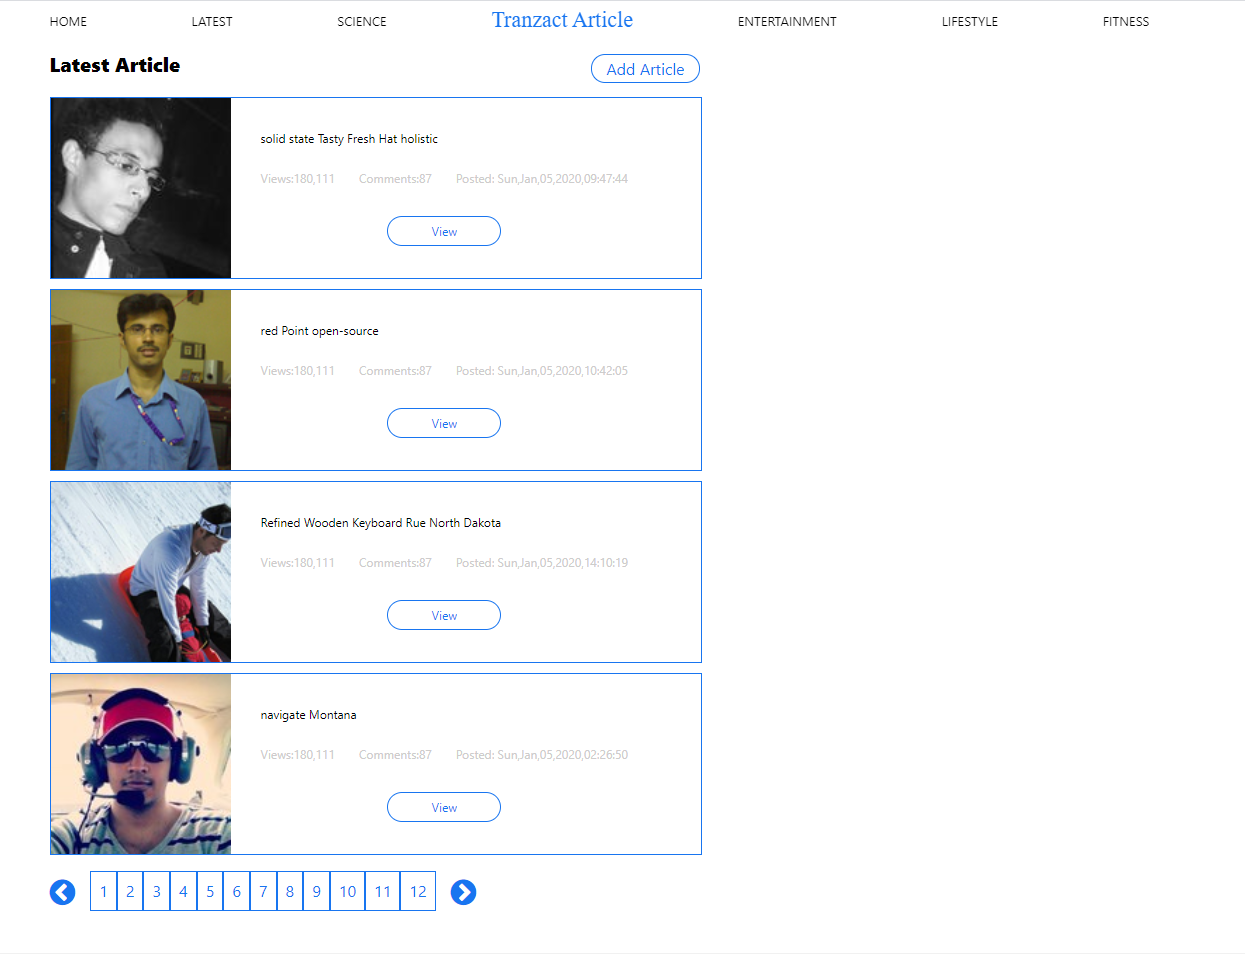 HOME LATEST SCIENCE Tranzact Article ENTERTAINMENT LIFESTYLE FITNESS
Latest Article Add Article
solid state Tasty Fresh Hat holistic
Views:180,111 Comments:87 Posted: Sun,Jan,05,2020,09:47:44
View
red Point open-source
Views:180,111 Comments:87 Posted: Sun,Jan,05,2020,10:42:05
View
Refined Wooden Keyboard Rue North Dakota
Views:180,111 Comments:87 Posted: Sun,Jan,05,2020,14:10:19
View
navigate Montana
Views:180,111 Comments:87 Posted: Sun,Jan,05,2020,02:26:50
View
1 2 3 4 5 6 7 8 9 10 11 12